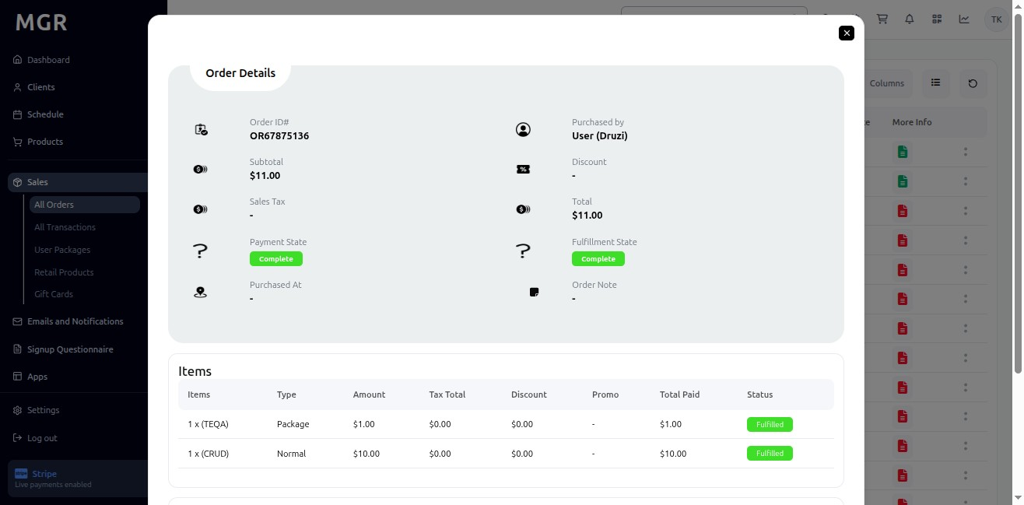 MGR
Dashboard
Clients
Schedule
Products
Sales
All Orders
All Transactions
User Packages
Retail Products
Gift Cards
Emails and Notifications
Signup Questionnaire
Apps
Settings
Log out
Stripe
Live payments enabled
TK
Columns
More Info
Order Details
Order ID#
OR67875136
Purchased by
User (Druzi)
Subtotal
$11.00
Discount
-
Sales Tax
-
Total
$11.00
Payment State
Complete
Fulfillment State
Complete
Purchased At
-
Order Note
-
Items
Items Type Amount Tax Total Discount Promo Total Paid Status
1 x (TEQA) Package $1.00 $0.00 $0.00 - $1.00 Fulfilled
1 x (CRUD) Normal $10.00 $0.00 $0.00 - $10.00 Fulfilled